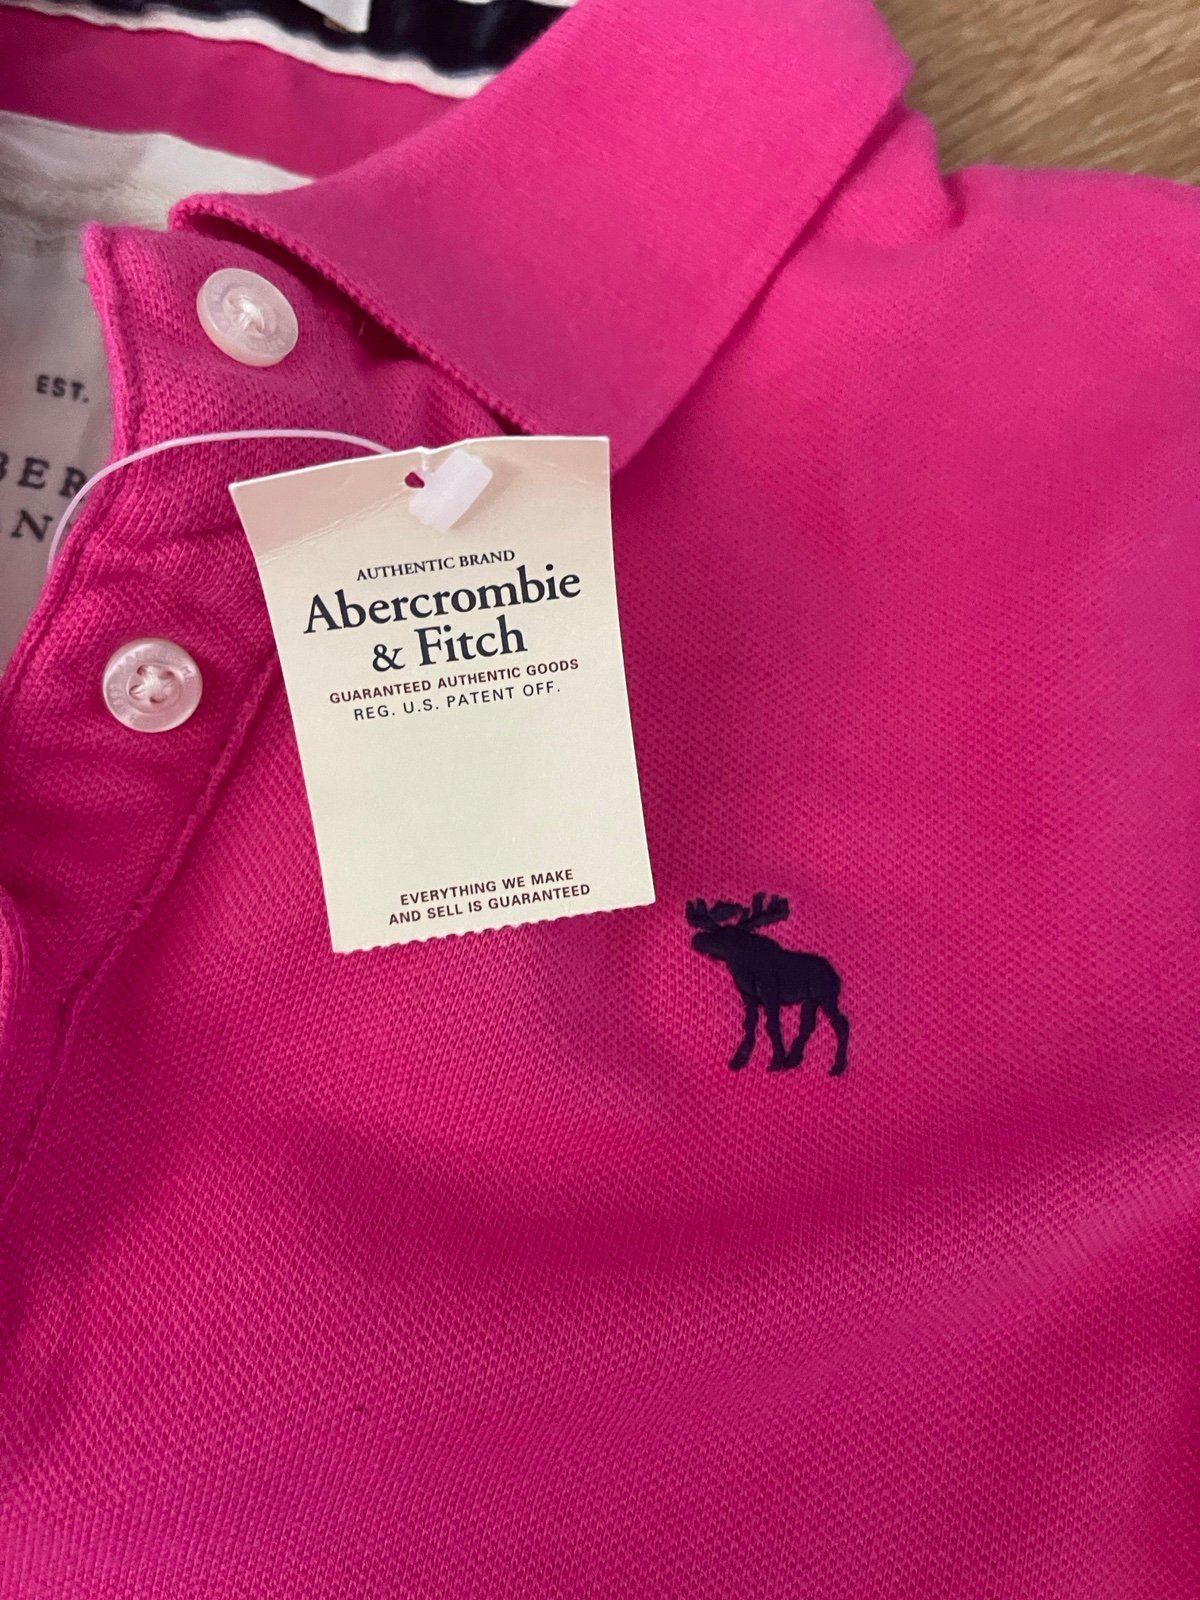 EST.
AUTHENTIC BRAND
Abercrombie
& Fitch
GUARANTEED AUTHENTIC GOODS
REG. U.S. PATENT OFF.
EVERYTHING WE MAKE
AND SELL IS GUARANTEED